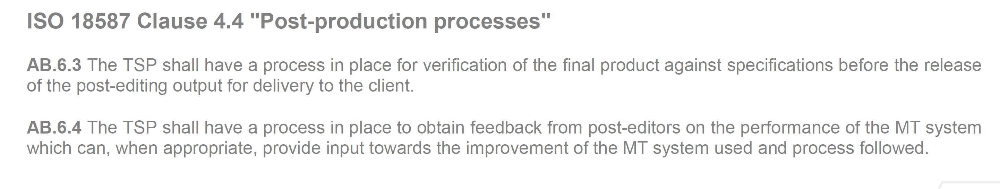 ISO 18587 Clause 4.4 "Post-production processes"
AB.6.3 The TSP shall have a process in place for verification of the final product against specifications before the release
of the post-editing output for delivery to the client.
AB.6.4 The TSP shall have a process in place to obtain feedback from post-editors on the performance of the MT system
which can, when appropriate, provide input towards the improvement of the MT system used and process followed.